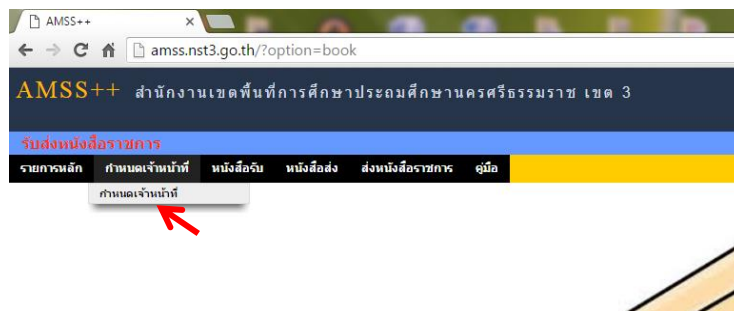 AMSS++
amss.nst3.go.th/?option=book
AMSS++ สำนักงานเขตพื้นที่การศึกษาประถมศึกษานครศรีธรรมราช เขต 3
รับส่งหนังสือราชการ
รายการหลัก กำหนดเจ้าหน้าที่ หนังสือรับ หนังสือส่ง ส่งหนังสือราชการ คู่มือ
กำหนดเจ้าหน้าที่